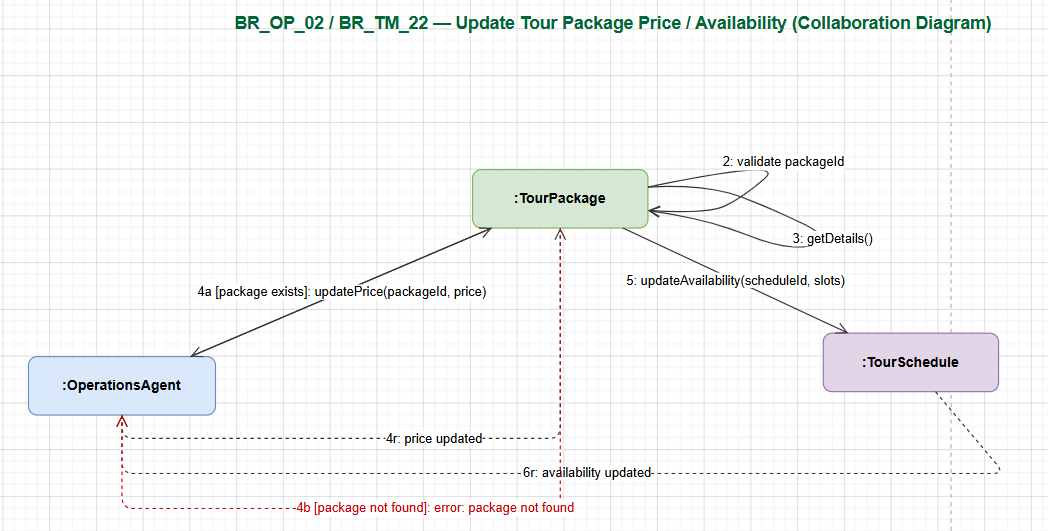 BR_OP_02 / BR_TM_22 — Update Tour Package Price / Availability (Collaboration Diagram)
2: validate packageId
:TourPackage
3: getDetails()
5: updateAvailability(scheduleId, slots)
4a [package exists]: updatePrice(packageId, price)
:TourSchedule
:OperationsAgent
4r: price updated
6r: availability updated
4b [package not found]: error: package not found